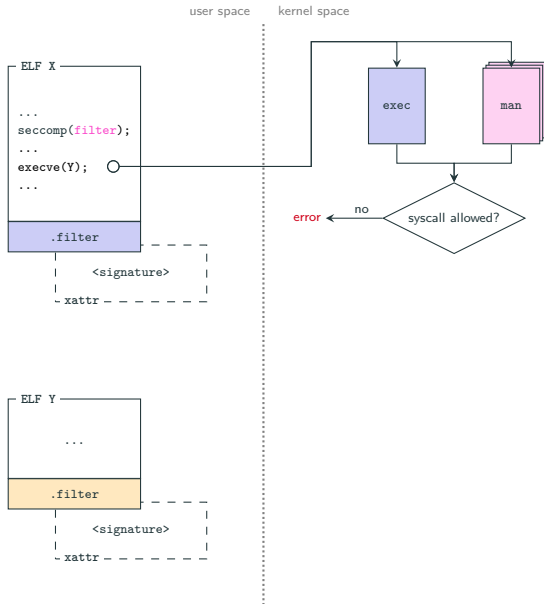 user space
kernel space
ELF X
...
seccomp(filter);
...
execve(Y);
...
.filter
<signature>
xattr
exec
man
syscall allowed?
no
error
ELF Y
...
.filter
<signature>
xattr